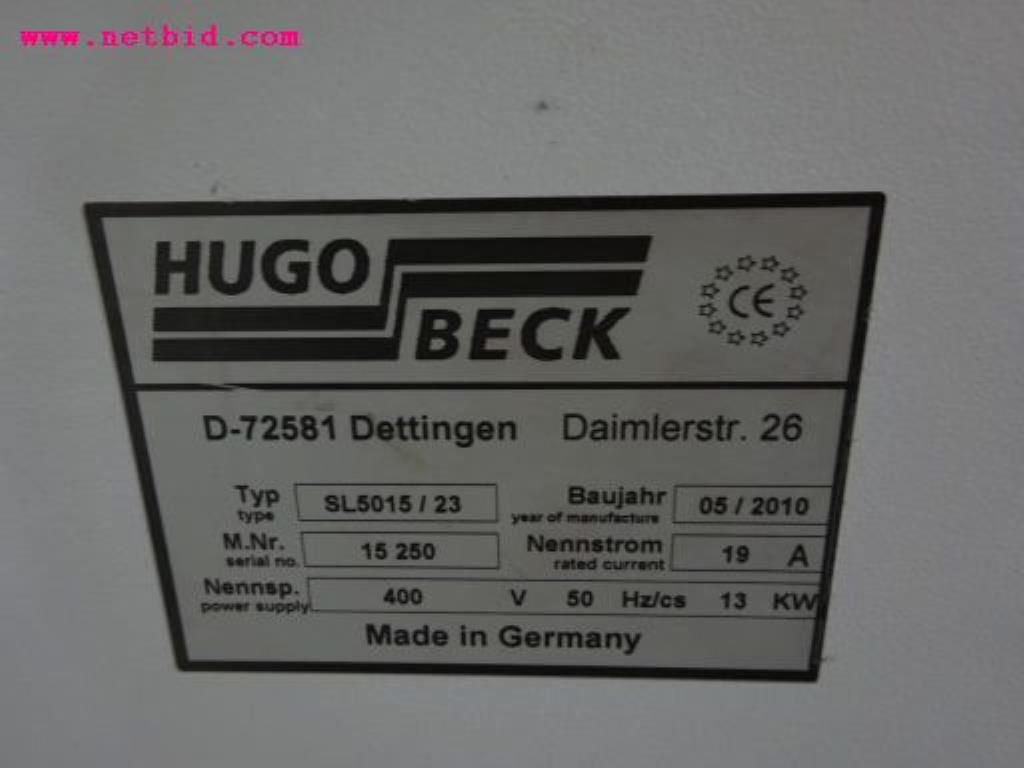 www.netbid.com
HUGO
BECK
CE
D-72581 Dettingen Daimlerstr. 26
Typ SL5015 / 23 Baujahr 05 / 2010
type year of manufacture
M.Nr. 15 250 Nennstrom 19 A
serial no. rated current
Nennsp. 400 V 50 Hz/cs 13 KW
power supply
Made in Germany